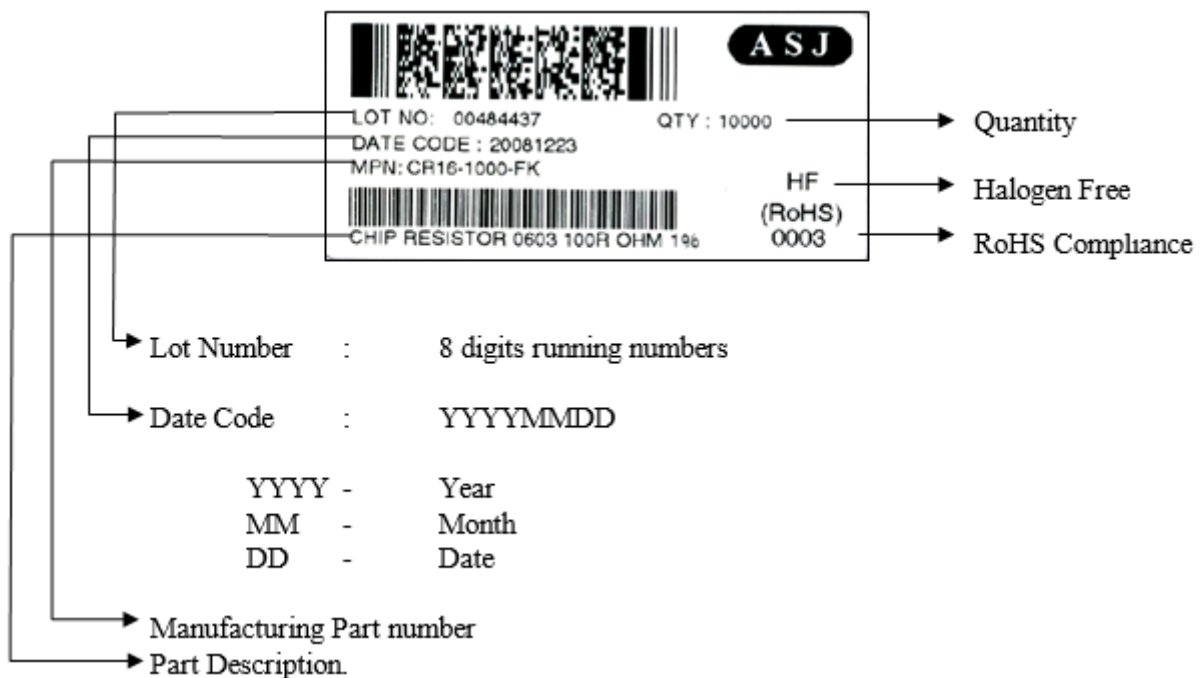 A S J
LOT NO: 00484437 QTY : 10000
Quantity
DATE CODE : 20081223
MPN: CR16-1000-FK
HF
Halogen Free
(RoHS)
CHIP RESISTOR 0603 100R OHM 1%
0003
RoHS Compliance
Lot Number : 8 digits running numbers
Date Code : YYYYMMDD
YYYY - Year
MM - Month
DD - Date
Manufacturing Part number
Part Description.